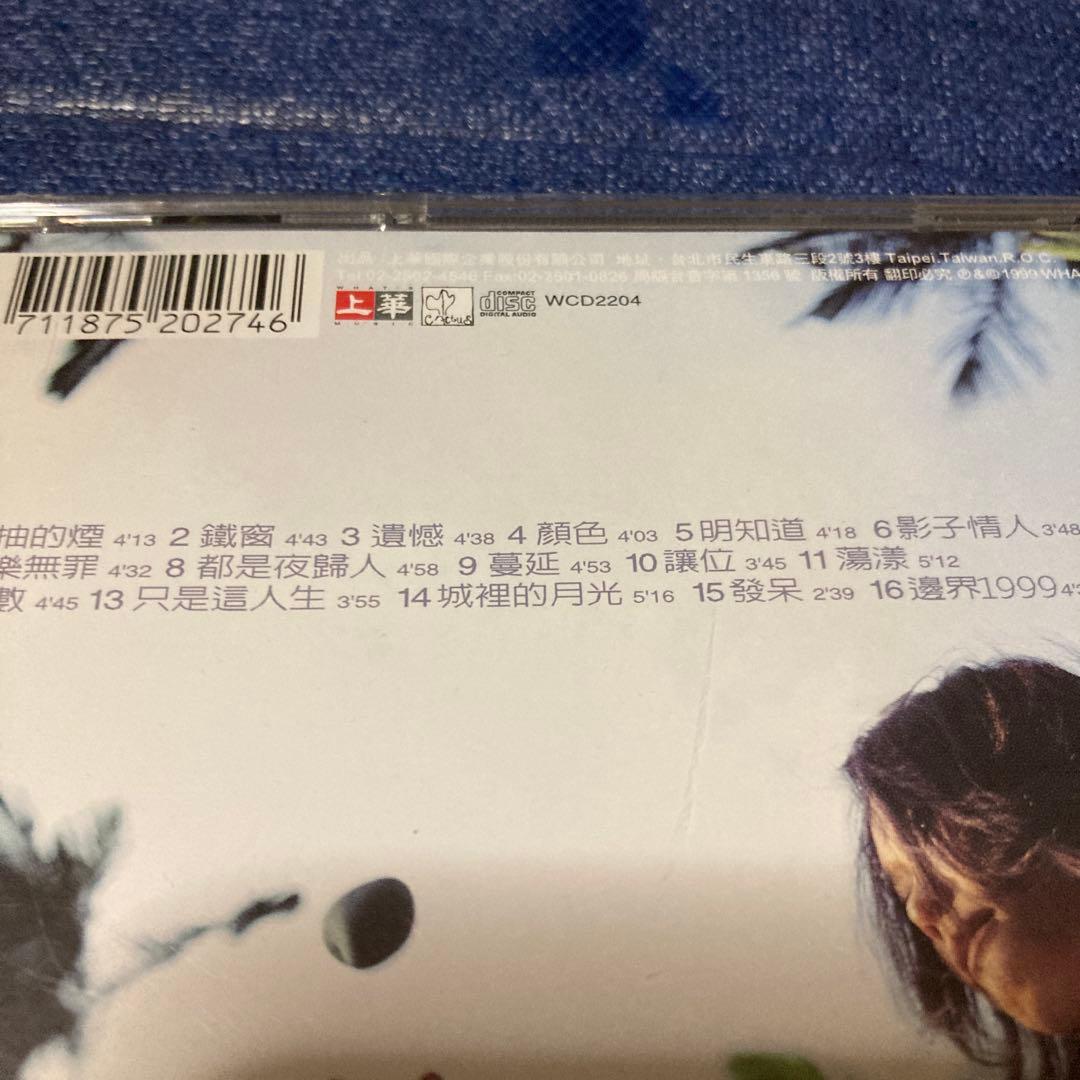 出品/上華國際企業股份有限公司 地址・台北市民生東路三段2號3樓 Taipei.Taiwan.R.O.C.
Tel:02-2562-4546 Fax:02-2501-0826 局版台音字第 1356 號 版權所有 翻印必究 ℗&©1999 WHA
WHAT'S
上華
MUSIC
Cactus
COMPACT
disc
DIGITAL AUDIO
WCD2204
711875 202746
抽的煙 4'13 2 鐵窗 4'43 3 遺憾 4'38 4 顏色 4'03 5 明知道 4'18 6 影子情人 3'48
樂無罪 4'32 8 都是夜歸人 4'58 9 蔓延 4'53 10 讓位 3'45 11 蕩漾 5'12
數 4'45 13 只是這人生 3'55 14 城裡的月光 5'16 15 發呆 2'39 16 邊界1999